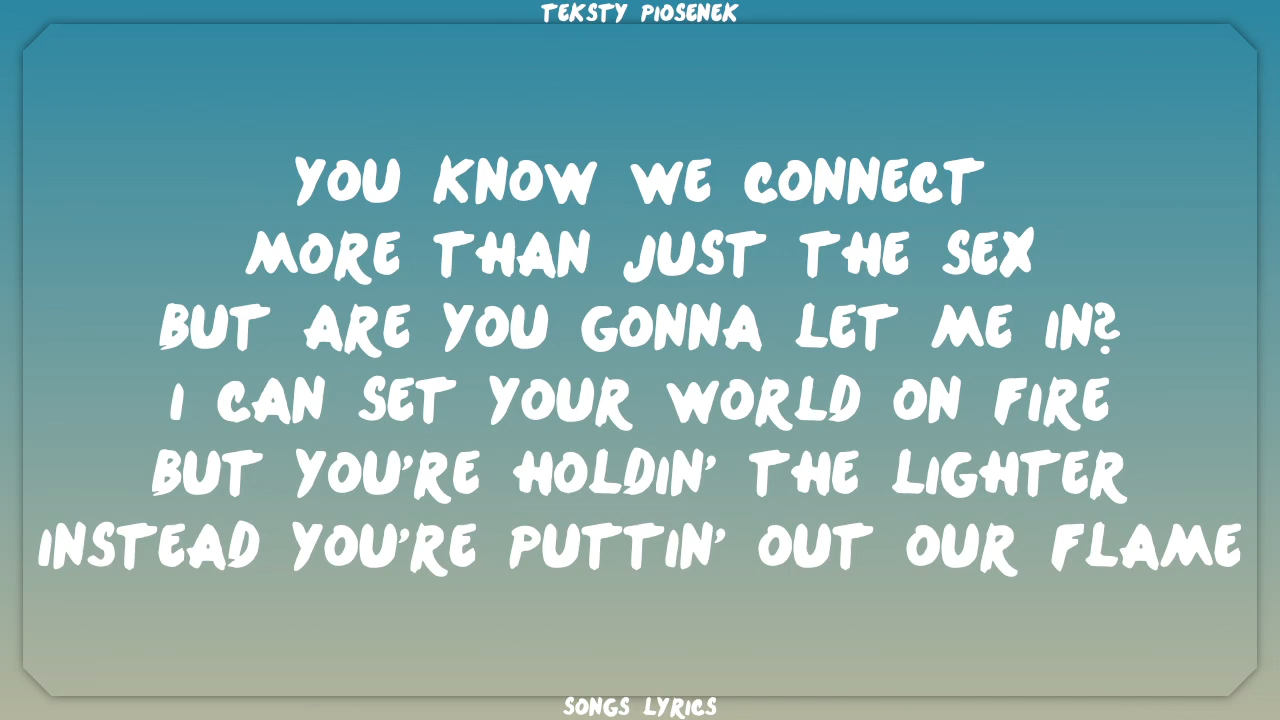 TEKSTY PIOSENEK
YOU KNOW WE CONNECT
MORE THAN JUST THE SEX
BUT ARE YOU GONNA LET ME IN?
I CAN SET YOUR WORLD ON FIRE
BUT YOU'RE HOLDIN' THE LIGHTER
INSTEAD YOU'RE PUTTIN' OUT OUR FLAME
SONGS LYRICS